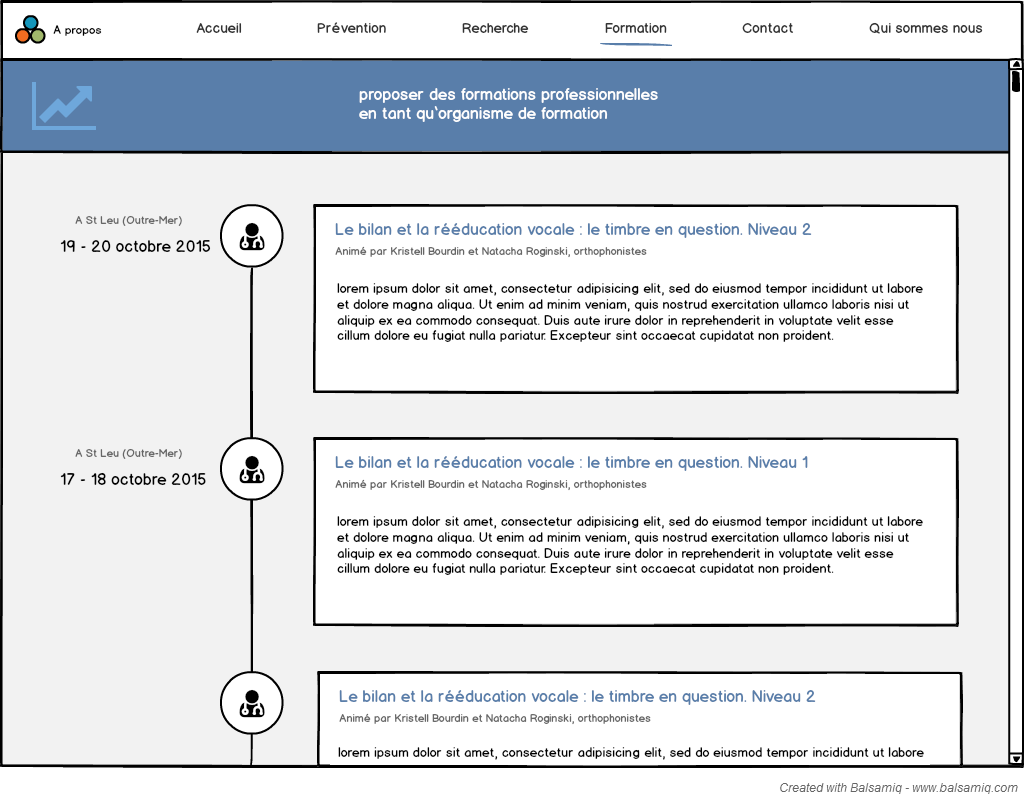 A propos
Accueil
Prévention
Recherche
Formation
Contact
Qui sommes nous
proposer des formations professionnelles
en tant qu'organisme de formation
A St Leu (Outre-Mer)
19 - 20 octobre 2015
Le bilan et la rééducation vocale : le timbre en question. Niveau 2
Animé par Kristell Bourdin et Natacha Roginski, orthophonistes
lorem ipsum dolor sit amet, consectetur adipisicing elit, sed do eiusmod tempor incididunt ut labore
et dolore magna aliqua. Ut enim ad minim veniam, quis nostrud exercitation ullamco laboris nisi ut
aliquip ex ea commodo consequat. Duis aute irure dolor in reprehenderit in voluptate velit esse
cillum dolore eu fugiat nulla pariatur. Excepteur sint occaecat cupidatat non proident.
A St Leu (Outre-Mer)
17 - 18 octobre 2015
Le bilan et la rééducation vocale : le timbre en question. Niveau 1
Animé par Kristell Bourdin et Natacha Roginski, orthophonistes
lorem ipsum dolor sit amet, consectetur adipisicing elit, sed do eiusmod tempor incididunt ut labore
et dolore magna aliqua. Ut enim ad minim veniam, quis nostrud exercitation ullamco laboris nisi ut
aliquip ex ea commodo consequat. Duis aute irure dolor in reprehenderit in voluptate velit esse
cillum dolore eu fugiat nulla pariatur. Excepteur sint occaecat cupidatat non proident.
Le bilan et la rééducation vocale : le timbre en question. Niveau 2
Animé par Kristell Bourdin et Natacha Roginski, orthophonistes
lorem ipsum dolor sit amet, consectetur adipisicing elit, sed do eiusmod tempor incididunt ut labore
Created with Balsamiq - www.balsamiq.com